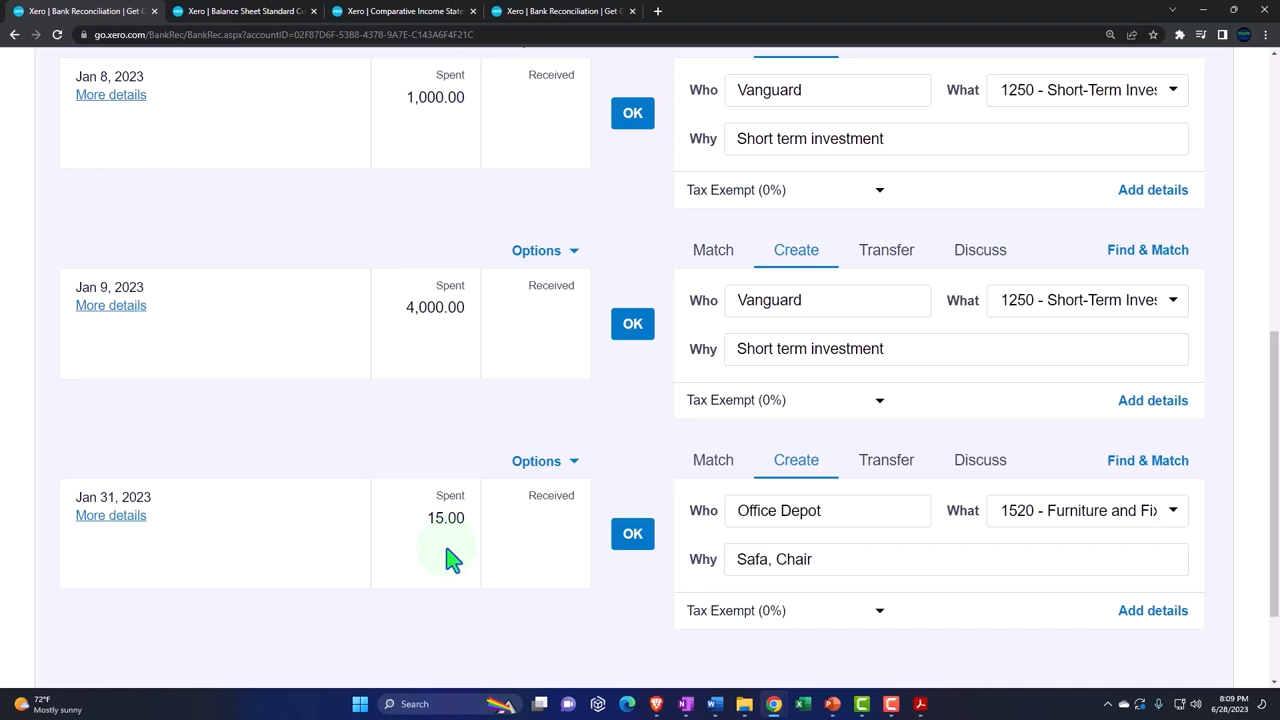 Xero | Bank Reconciliation | Get C
Xero | Balance Sheet Standard Gu
Xero | Comparative Income State
Xero | Bank Reconciliation | Get C
go.xero.com/BankRec/BankRec.aspx?accountID=02F87D6F-53B8-4378-9A7E-C143A6F4F21C
Jan 8, 2023
More details
Spent
1,000.00
Received
OK
Who
Vanguard
What
1250 - Short-Term Inves
Why
Short term investment
Tax Exempt (0%)
Add details
Options
Match
Create
Transfer
Discuss
Find & Match
Jan 9, 2023
More details
Spent
4,000.00
Received
OK
Who
Vanguard
What
1250 - Short-Term Inves
Why
Short term investment
Tax Exempt (0%)
Add details
Options
Match
Create
Transfer
Discuss
Find & Match
Jan 31, 2023
More details
Spent
15.00
Received
OK
Who
Office Depot
What
1520 - Furniture and Fix
Why
Safa, Chair
Tax Exempt (0%)
Add details
72°F
Mostly sunny
Search
8:09 PM
6/28/2023